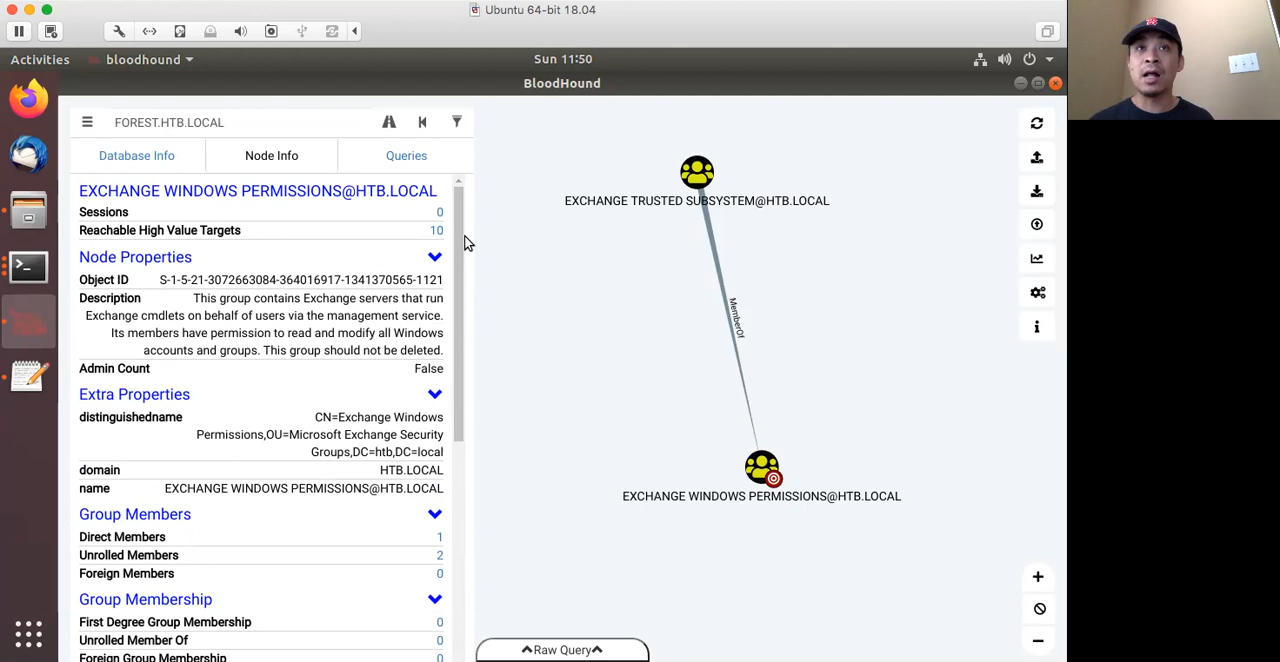 Ubuntu 64-bit 18.04
Activities
bloodhound
Sun 11:50
BloodHound
FOREST.HTB.LOCAL
Database Info
Node Info
Queries
EXCHANGE WINDOWS PERMISSIONS@HTB.LOCAL
Sessions 0
Reachable High Value Targets 10
Node Properties
Object ID S-1-5-21-3072663084-364016917-1341370565-1121
Description This group contains Exchange servers that run
Exchange cmdlets on behalf of users via the management service.
Its members have permission to read and modify all Windows
accounts and groups. This group should not be deleted.
Admin Count False
Extra Properties
distinguishedname CN=Exchange Windows
Permissions,OU=Microsoft Exchange Security
Groups,DC=htb,DC=local
domain HTB.LOCAL
name EXCHANGE WINDOWS PERMISSIONS@HTB.LOCAL
Group Members
Direct Members 1
Unrolled Members 2
Foreign Members 0
Group Membership
First Degree Group Membership 0
Unrolled Member Of 0
Foreign Group Membership 0
EXCHANGE TRUSTED SUBSYSTEM@HTB.LOCAL
MemberOf
EXCHANGE WINDOWS PERMISSIONS@HTB.LOCAL
Raw Query